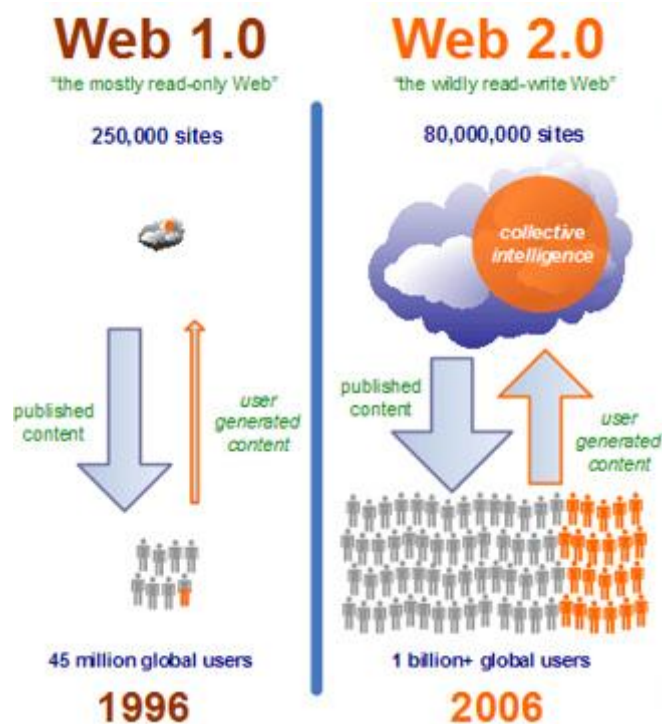 Web 1.0
"the mostly read-only Web"
250,000 sites
published
content
user
generated
content
45 million global users
1996
Web 2.0
"the wildly read-write Web"
80,000,000 sites
collective
intelligence
published
content
user
generated
content
1 billion+ global users
2006